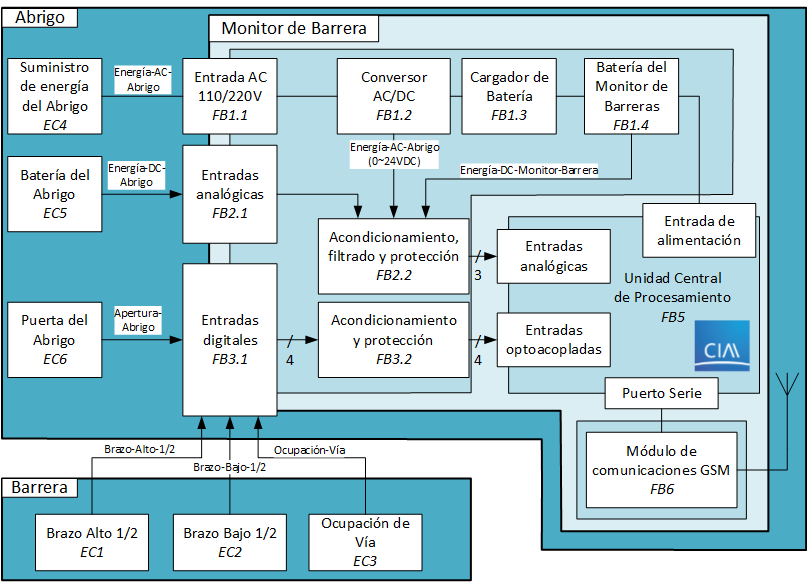 Abrigo
Monitor de Barrera
Suministro
de energía
del Abrigo
EC4
Energía-AC-
Abrigo
Entrada AC
110/220V
FB1.1
Conversor
AC/DC
FB1.2
Cargador de
Batería
FB1.3
Batería del
Monitor de
Barreras
FB1.4
Energía-AC-Abrigo
(0~24VDC)
Energía-DC-Monitor-Barrera
Batería del
Abrigo
EC5
Energía-DC-
Abrigo
Entradas
analógicas
FB2.1
Acondicionamiento,
filtrado y protección
FB2.2
3
Entradas
analógicas
Entrada de
alimentación
Unidad Central
de Procesamiento
FB5
CIAA
Puerta del
Abrigo
EC6
Apertura-
Abrigo
Entradas
digitales
FB3.1
4
Acondicionamiento
y protección
FB3.2
4
Entradas
optoacopladas
Puerto Serie
Módulo de
comunicaciones GSM
FB6
Brazo-Alto-1/2
Brazo-Bajo-1/2
Ocupación-Vía
Barrera
Brazo Alto 1/2
EC1
Brazo Bajo 1/2
EC2
Ocupación de
Vía
EC3